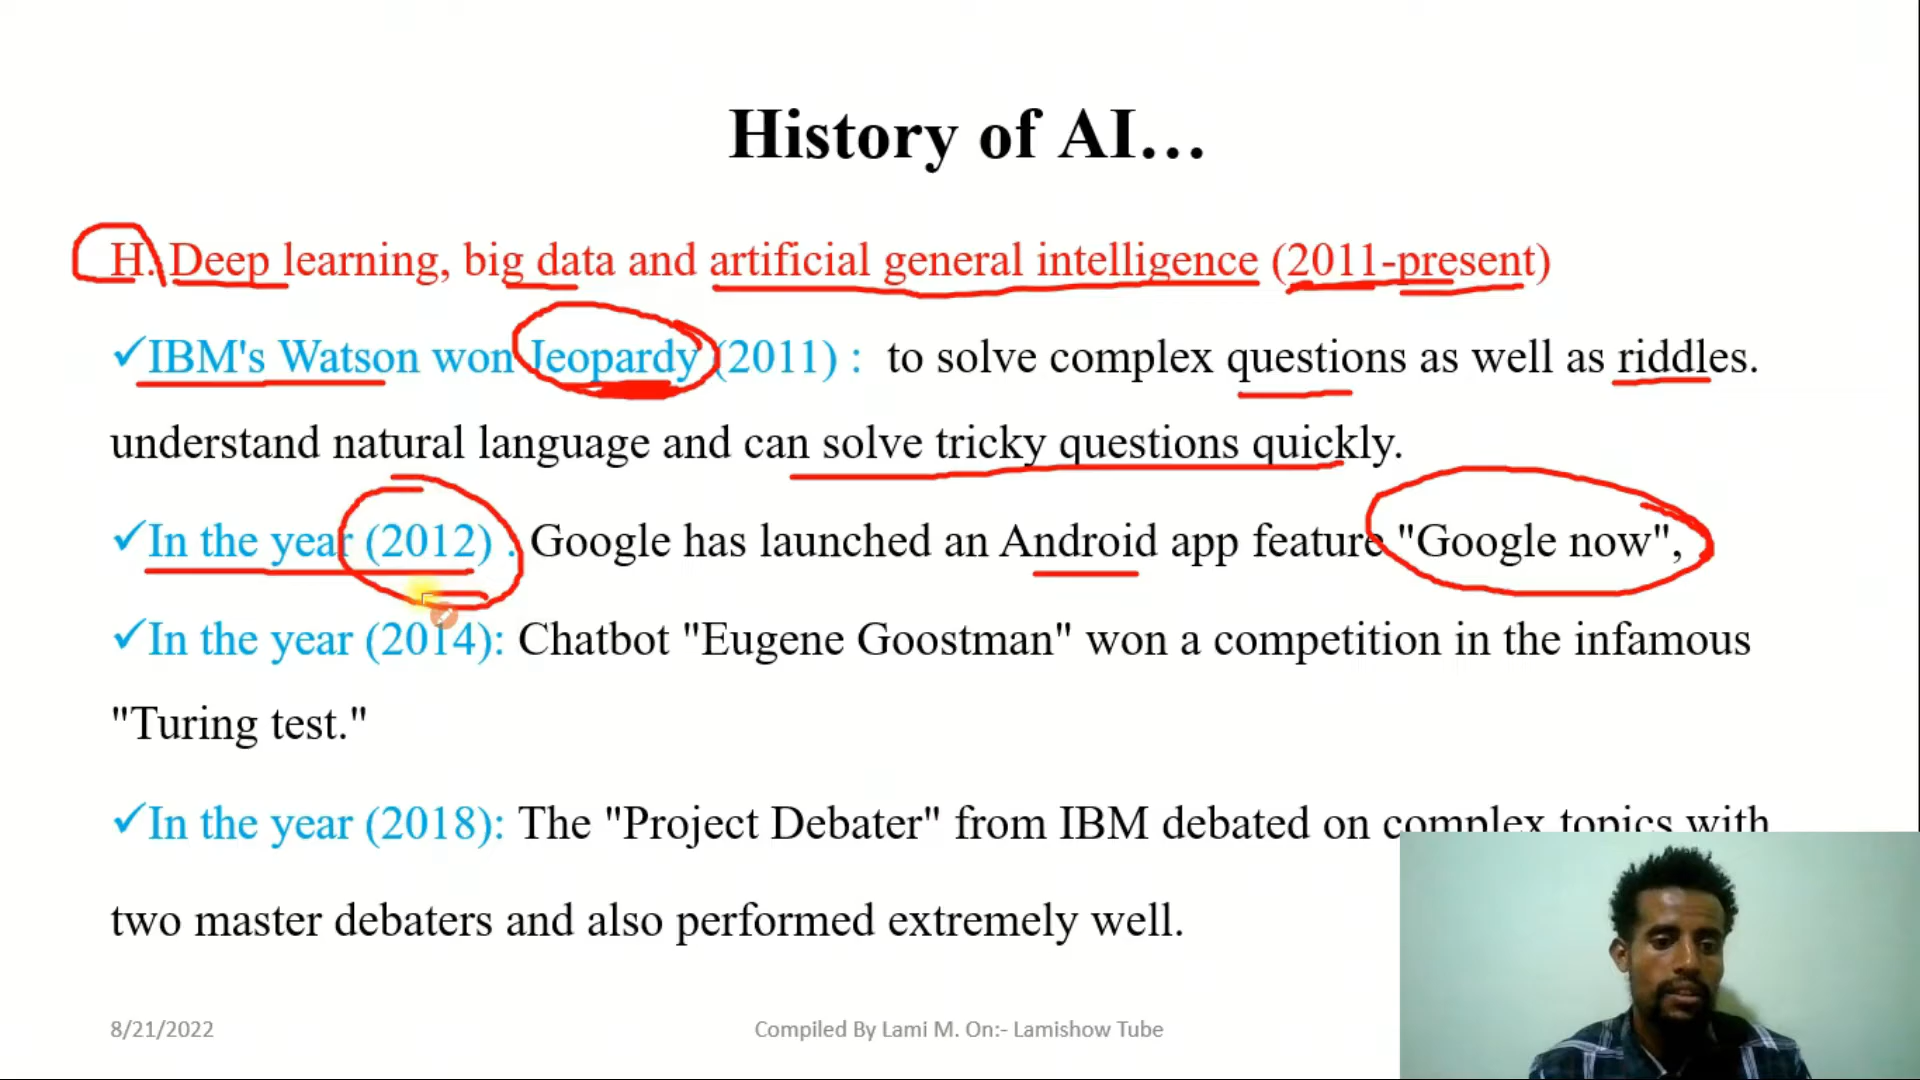 History of AI...
H. Deep learning, big data and artificial general intelligence (2011-present)
✓IBM's Watson won Jeopardy (2011) : to solve complex questions as well as riddles.
understand natural language and can solve tricky questions quickly.
✓In the year (2012) : Google has launched an Android app feature "Google now",
✓In the year (2014): Chatbot "Eugene Goostman" won a competition in the infamous
"Turing test."
✓In the year (2018): The "Project Debater" from IBM debated on complex topics with
two master debaters and also performed extremely well.
8/21/2022
Compiled By Lami M. On:- Lamishow Tube